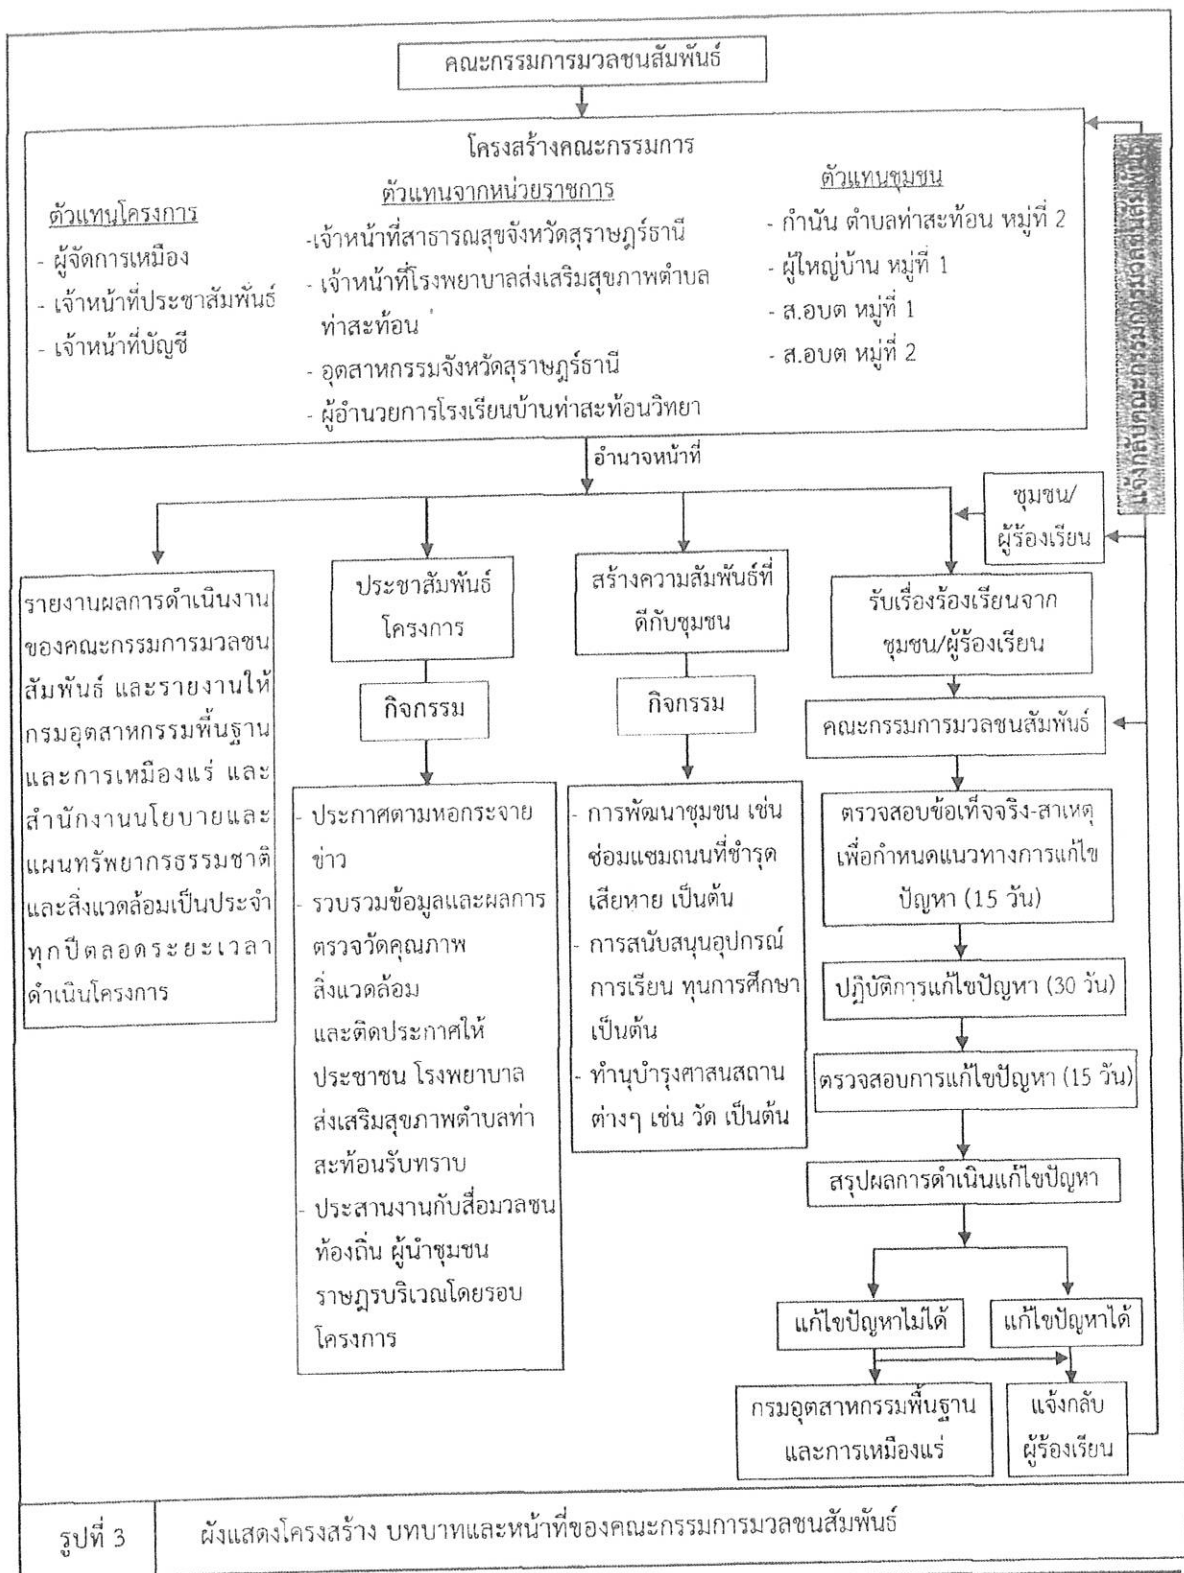 คณะกรรมการมวลชนสัมพันธ์
โครงสร้างคณะกรรมการ
ตัวแทนโครงการ
- ผู้จัดการเหมือง
- เจ้าหน้าที่ประชาสัมพันธ์
- เจ้าหน้าที่บัญชี
ตัวแทนจากหน่วยราชการ
-เจ้าหน้าที่สาธารณสุขจังหวัดสุราษฎร์ธานี
- เจ้าหน้าที่โรงพยาบาลส่งเสริมสุขภาพตำบล
ท่าสะท้อน
- อุตสาหกรรมจังหวัดสุราษฎร์ธานี
- ผู้อำนวยการโรงเรียนบ้านท่าสะท้อนวิทยา
ตัวแทนชุมชน
- กำนัน ตำบลท่าสะท้อน หมู่ที่ 2
- ผู้ใหญ่บ้าน หมู่ที่ 1
- ส.อบต หมู่ที่ 1
- ส.อบต หมู่ที่ 2
แจ้งกลับคณะกรรมการมวลชนสัมพันธ์
อำนาจหน้าที่
ชุมชน/
ผู้ร้องเรียน
รายงานผลการดำเนินงาน
ของคณะกรรมการมวลชน
สัมพันธ์ และรายงานให้
กรมอุตสาหกรรมพื้นฐาน
และการเหมืองแร่ และ
สำนักงานนโยบายและ
แผนทรัพยากรธรรมชาติ
และสิ่งแวดล้อมเป็นประจำ
ทุกปีตลอดระยะเวลา
ดำเนินโครงการ
ประชาสัมพันธ์
โครงการ
กิจกรรม
- ประกาศตามหอกระจาย
ข่าว
- รวบรวมข้อมูลและผลการ
ตรวจวัดคุณภาพ
สิ่งแวดล้อม
และติดประกาศให้
ประชาชน โรงพยาบาล
ส่งเสริมสุขภาพตำบลท่า
สะท้อนรับทราบ
- ประสานงานกับสื่อมวลชน
ท้องถิ่น ผู้นำชุมชน
ราษฎรบริเวณโดยรอบ
โครงการ
สร้างความสัมพันธ์ที่
ดีกับชุมชน
กิจกรรม
- การพัฒนาชุมชน เช่น
ซ่อมแซมถนนที่ชำรุด
เสียหาย เป็นต้น
- การสนับสนุนอุปกรณ์
การเรียน ทุนการศึกษา
เป็นต้น
- ทำนุบำรุงศาสนสถาน
ต่างๆ เช่น วัด เป็นต้น
รับเรื่องร้องเรียนจาก
ชุมชน/ผู้ร้องเรียน
คณะกรรมการมวลชนสัมพันธ์
ตรวจสอบข้อเท็จจริง-สาเหตุ
เพื่อกำหนดแนวทางการแก้ไข
ปัญหา (15 วัน)
ปฏิบัติการแก้ไขปัญหา (30 วัน)
ตรวจสอบการแก้ไขปัญหา (15 วัน)
สรุปผลการดำเนินแก้ไขปัญหา
แก้ไขปัญหาไม่ได้
แก้ไขปัญหาได้
กรมอุตสาหกรรมพื้นฐาน
และการเหมืองแร่
แจ้งกลับ
ผู้ร้องเรียน
รูปที่ 3
ผังแสดงโครงสร้าง บทบาทและหน้าที่ของคณะกรรมการมวลชนสัมพันธ์